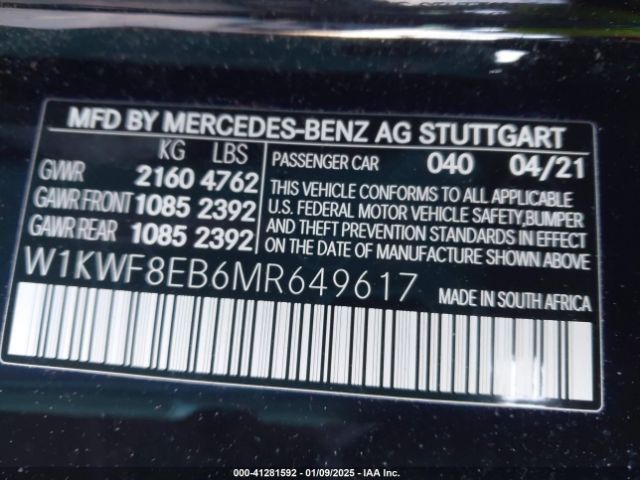 MFD BY MERCEDES-BENZ AG STUTTGART
KG LBS
GVWR 2160 4762
GAWR FRONT 1085 2392
GAWR REAR 1085 2392
PASSENGER CAR 040 04/21
THIS VEHICLE CONFORMS TO ALL APPLICABLE
U.S. FEDERAL MOTOR VEHICLE SAFETY,BUMPER
AND THEFT PREVENTION STANDARDS IN EFFECT
ON THE DATE OF MANUFACTURE SHOWN ABOVE.
W1KWF8EB6MR649617
MADE IN SOUTH AFRICA
000-41281592 - 01/09/2025 - IAA Inc.